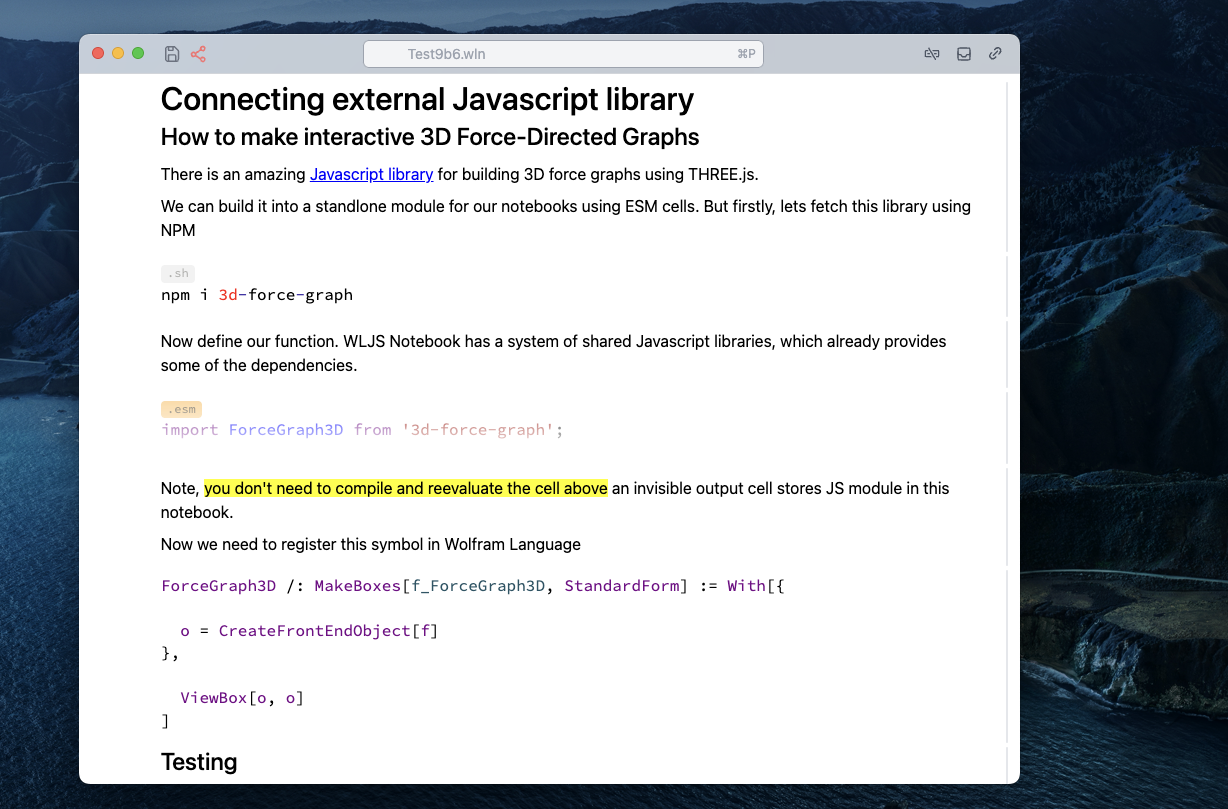 Test9b6.wln
⌘P
Connecting external Javascript library
How to make interactive 3D Force-Directed Graphs
There is an amazing Javascript library for building 3D force graphs using THREE.js.
We can build it into a standlone module for our notebooks using ESM cells. But firstly, lets fetch this library using
NPM
.sh
npm i 3d-force-graph
Now define our function. WLJS Notebook has a system of shared Javascript libraries, which already provides
some of the dependencies.
.esm
import ForceGraph3D from '3d-force-graph';
Note, you don't need to compile and reevaluate the cell above an invisible output cell stores JS module in this
notebook.
Now we need to register this symbol in Wolfram Language
ForceGraph3D /: MakeBoxes[f_ForceGraph3D, StandardForm] := With[{
o = CreateFrontEndObject[f]
},
ViewBox[o, o]
]
Testing